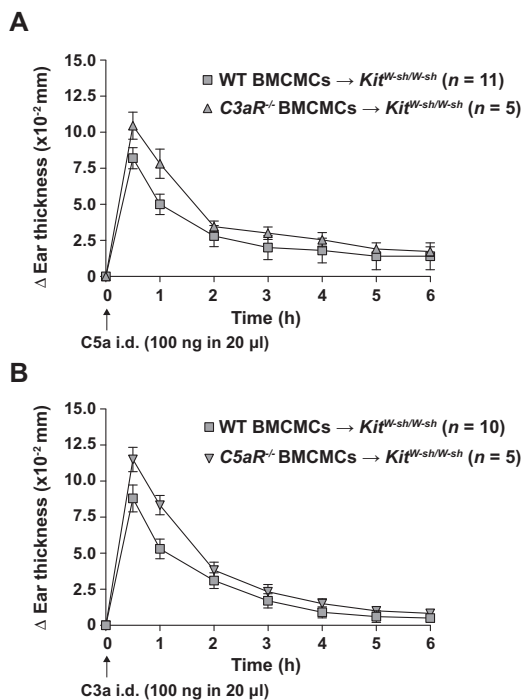 A
WT BMCMCs → Kit^W-sh/W-sh (n = 11)
C3aR^-/- BMCMCs → Kit^W-sh/W-sh (n = 5)
Δ Ear thickness (x10^-2 mm)
15.0
12.5
10.0
7.5
5.0
2.5
0
0 1 2 3 4 5 6
Time (h)
C5a i.d. (100 ng in 20 μl)
B
WT BMCMCs → Kit^W-sh/W-sh (n = 10)
C5aR^-/- BMCMCs → Kit^W-sh/W-sh (n = 5)
Δ Ear thickness (x10^-2 mm)
15.0
12.5
10.0
7.5
5.0
2.5
0
0 1 2 3 4 5 6
Time (h)
C3a i.d. (100 ng in 20 μl)